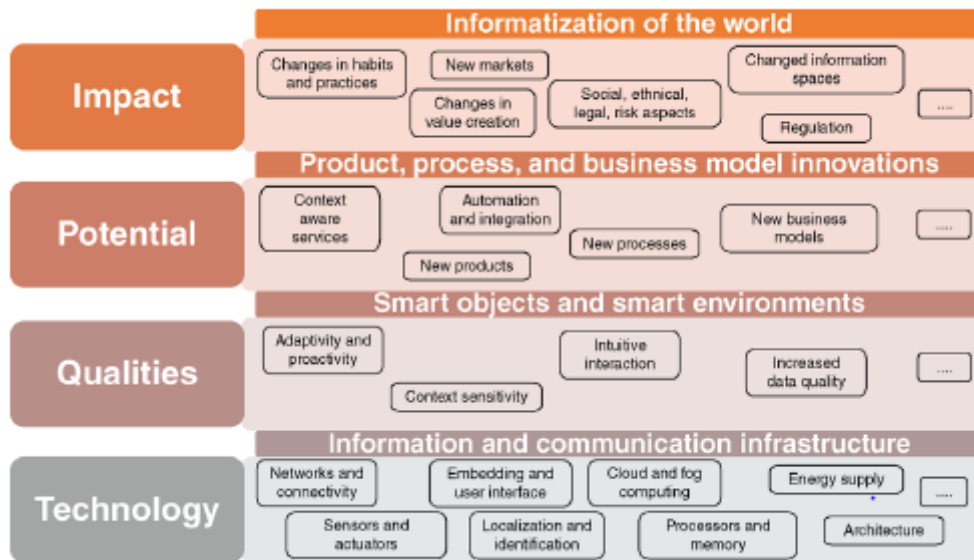 Informatization of the world
Impact
Changes in habits
and practices
New markets
Changes in
value creation
Social, ethnical,
legal, risk aspects
Changed information
spaces
Regulation
....
Product, process, and business model innovations
Potential
Context
aware
services
Automation
and integration
New products
New processes
New business
models
....
Smart objects and smart environments
Qualities
Adaptivity and
proactivity
Context sensitivity
Intuitive
interaction
Increased
data quality
....
Information and communication infrastructure
Technology
Networks and
connectivity
Embedding and
user interface
Cloud and fog
computing
Energy supply
....
Sensors and
actuators
Localization and
identification
Processors and
memory
Architecture